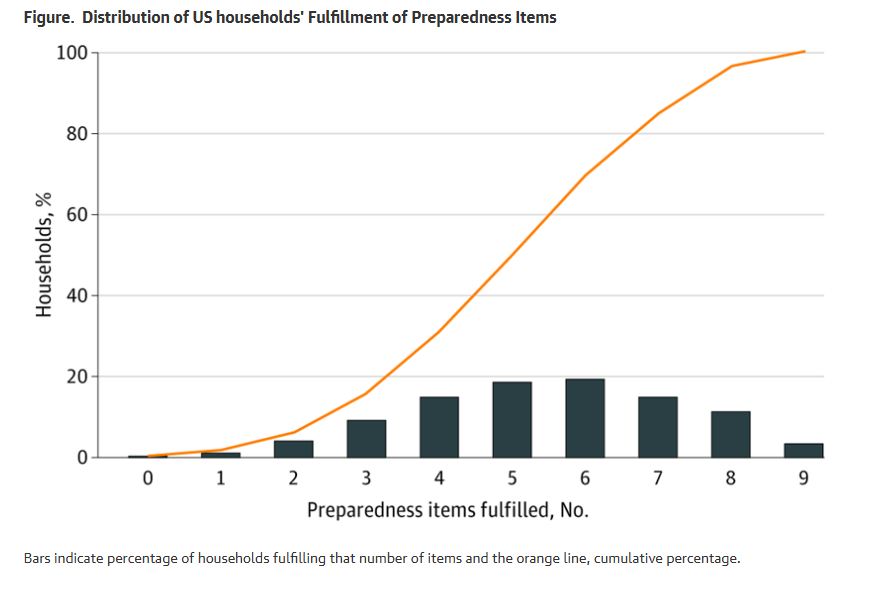 Figure. Distribution of US households' Fulfillment of Preparedness Items
100
80
60
40
20
0
Households, %
0 1 2 3 4 5 6 7 8 9
Preparedness items fulfilled, No.
Bars indicate percentage of households fulfilling that number of items and the orange line, cumulative percentage.